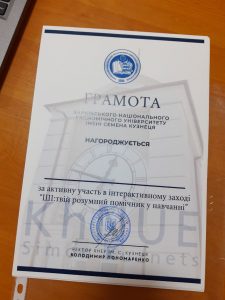 ГРАМОТА
ХАРКІВСЬКОГО НАЦІОНАЛЬНОГО
ЕКОНОМІЧНОГО УНІВЕРСИТЕТУ
ІМЕНІ СЕМЕНА КУЗНЕЦЯ
НАГОРОДЖУЄТЬСЯ
за активну участь в інтерактивному заході
"ШІ:твій розумний помічник у навчанні"
РЕКТОР ХНЕУ ІМ. С. КУЗНЕЦЯ
ВОЛОДИМИР ПОНОМАРЕНКО